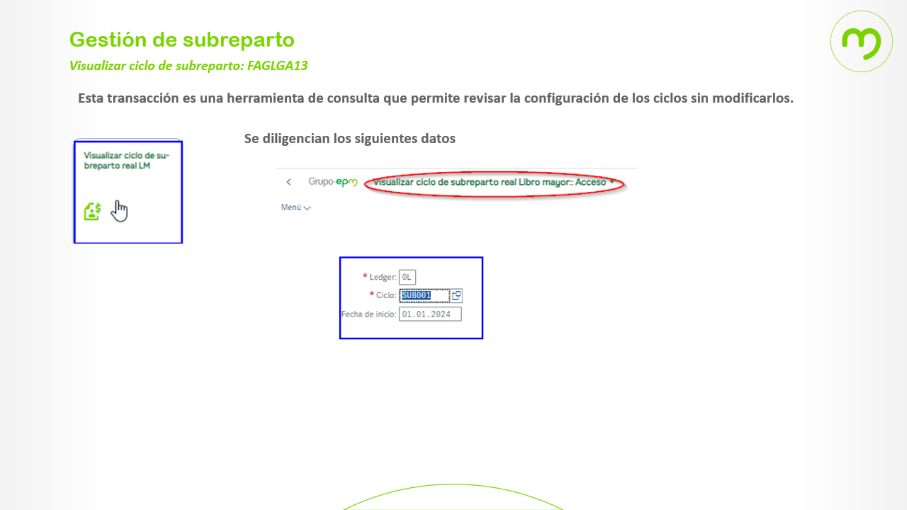 Gestión de subreparto
Visualizar ciclo de subreparto: FAGLGA13
Esta transacción es una herramienta de consulta que permite revisar la configuración de los ciclos sin modificarlos.
Se diligencian los siguientes datos
Visualizar ciclo de su-
breparto real LM
Grupo epm Visualizar ciclo de subreparto real Libro mayor:: Acceso
Menú
* Ledger: 0L
* Ciclo: SUB001
Fecha de inicio: 01.01.2024